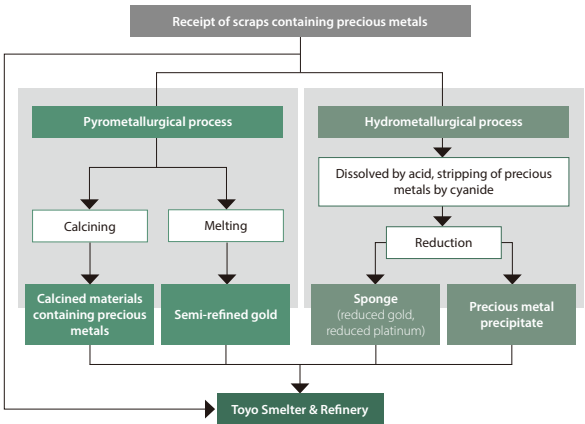 Receipt of scraps containing precious metals
Pyrometallurgical process
Hydrometallurgical process
Dissolved by acid, stripping of precious
metals by cyanide
Calcining
Melting
Reduction
Calcined materials
containing precious
metals
Semi-refined gold
Sponge
(reduced gold,
reduced platinum)
Precious metal
precipitate
Toyo Smelter & Refinery